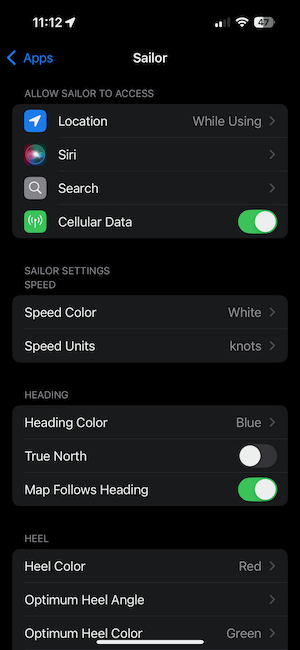 11:12
47
Apps
Sailor
ALLOW SAILOR TO ACCESS
Location While Using
Siri
Search
Cellular Data
SAILOR SETTINGS
SPEED
Speed Color White
Speed Units knots
HEADING
Heading Color Blue
True North
Map Follows Heading
HEEL
Heel Color Red
Optimum Heel Angle
Optimum Heel Color Green